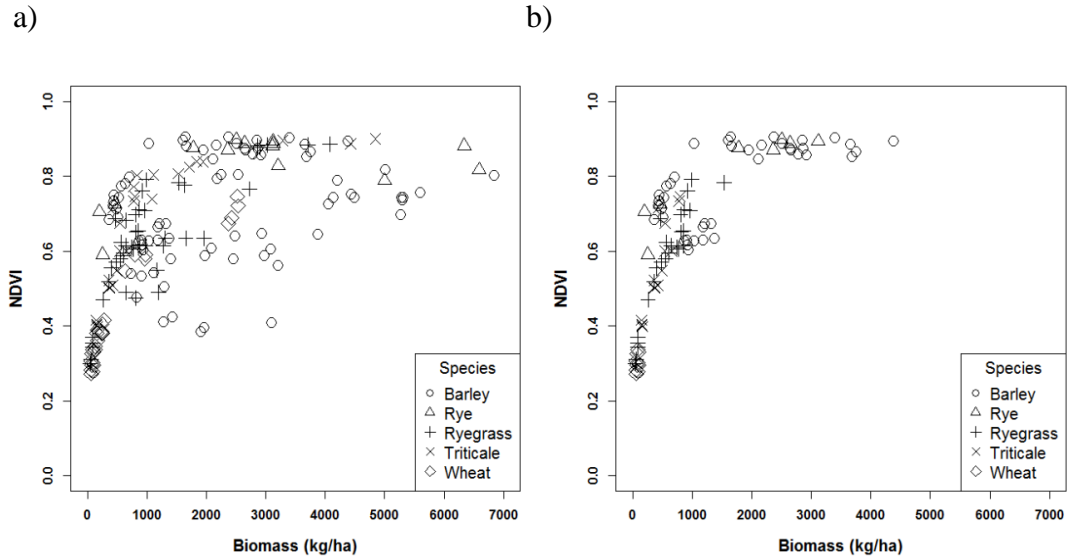 a)
b)
NDVI
1.0
0.8
0.6
0.4
0.2
0.0
Species
Barley
Rye
Ryegrass
Triticale
Wheat
0 1000 2000 3000 4000 5000 6000 7000
Biomass (kg/ha)
NDVI
1.0
0.8
0.6
0.4
0.2
0.0
Species
Barley
Rye
Ryegrass
Triticale
Wheat
0 1000 2000 3000 4000 5000 6000 7000
Biomass (kg/ha)